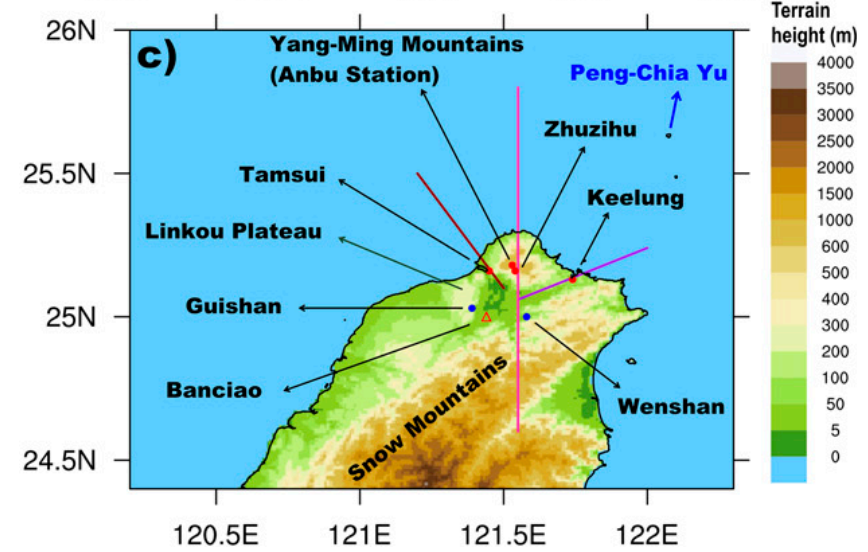 Terrain
height (m)
26N
c)
Yang-Ming Mountains
(Anbu Station)
Peng-Chia Yu
4000
3500
3000
2500
2000
1500
1000
600
500
400
300
200
100
50
5
0
Zhuzihu
25.5N
Tamsui
Keelung
Linkou Plateau
Guishan
25N
Banciao
Snow Mountains
Wenshan
24.5N
120.5E
121E
121.5E
122E